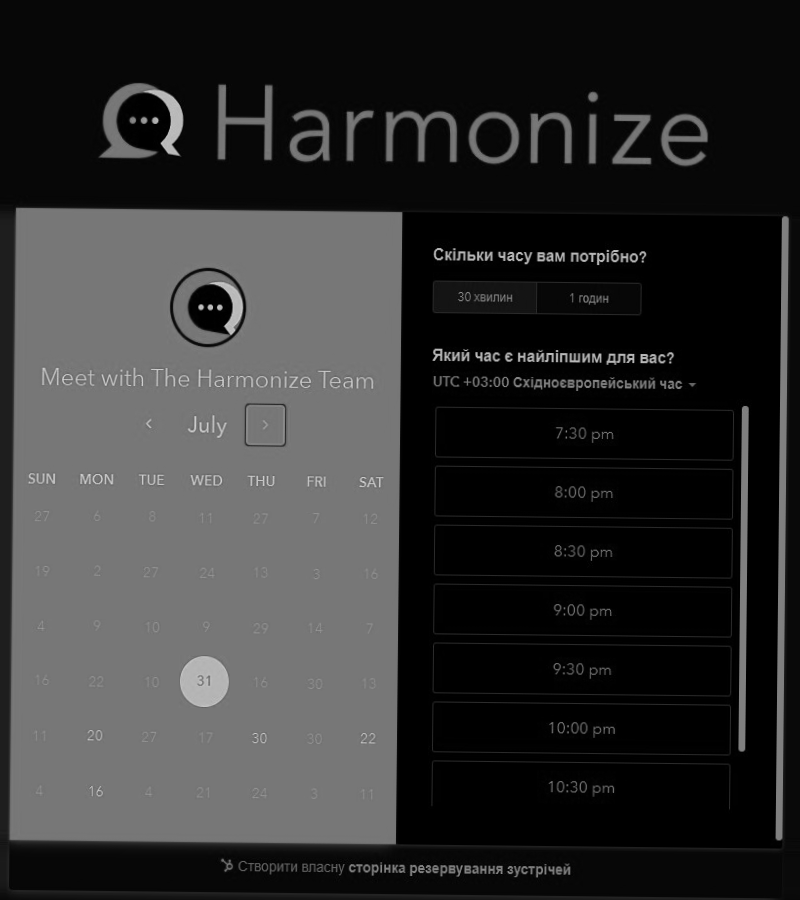 Harmonize
Meet with The Harmonize Team
‹ July ›
SUN MON TUE WED THU FRI SAT
27 6 8 11 27 7 12
19 2 27 24 13 3 16
4 9 10 9 29 14 7
16 22 10 31 16 30 13
11 20 27 17 30 30 22
4 16 4 21 24 3 11
Скільки часу вам потрібно?
30 хвилин 1 годин
Який час є найліпшим для вас?
UTC +03:00 Східноєвропейський час
7:30 pm
8:00 pm
8:30 pm
9:00 pm
9:30 pm
10:00 pm
10:30 pm
Створити власну сторінка резервування зустрічей